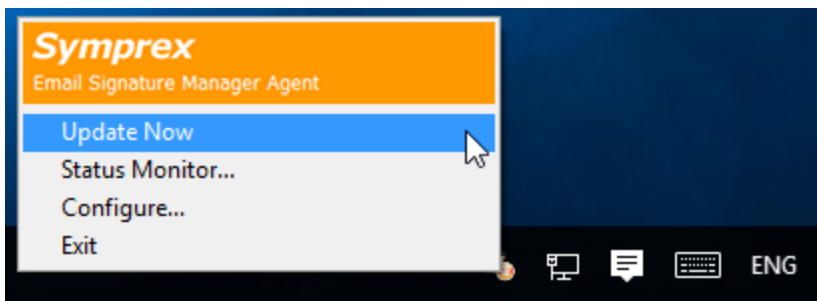 Symprex
Email Signature Manager Agent
Update Now
Status Monitor...
Configure...
Exit
ENG